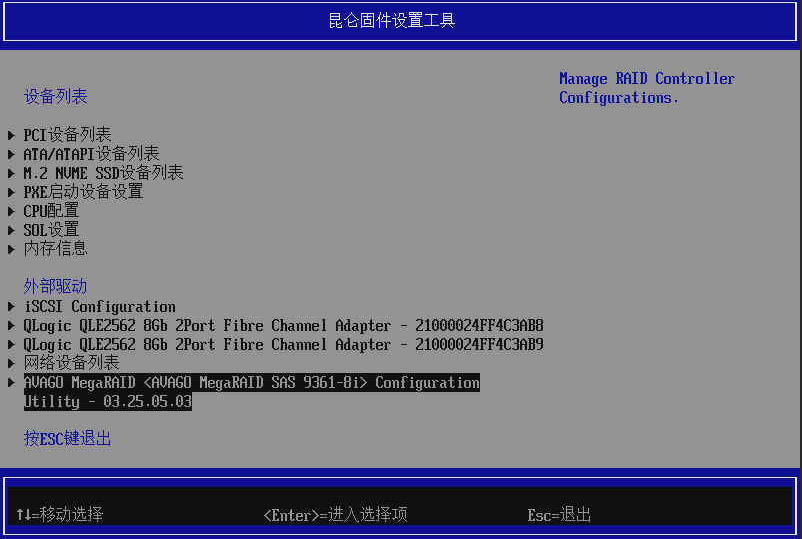 昆仑固件设置工具
Manage RAID Controller
Configurations.
设备列表
PCI设备列表
ATA/ATAPI设备列表
M.2 NVME SSD设备列表
PXE启动设备设置
CPU配置
SOL设置
内存信息
外部驱动
iSCSI Configuration
QLogic QLE2562 8Gb 2Port Fibre Channel Adapter - 21000024FF4C3AB8
QLogic QLE2562 8Gb 2Port Fibre Channel Adapter - 21000024FF4C3AB9
网络设备列表
AVAGO MegaRAID <AVAGO MegaRAID SAS 9361-8i> Configuration
Utility - 03.25.05.03
按ESC键退出
↑↓=移动选择 <Enter>=进入选择项 Esc=退出